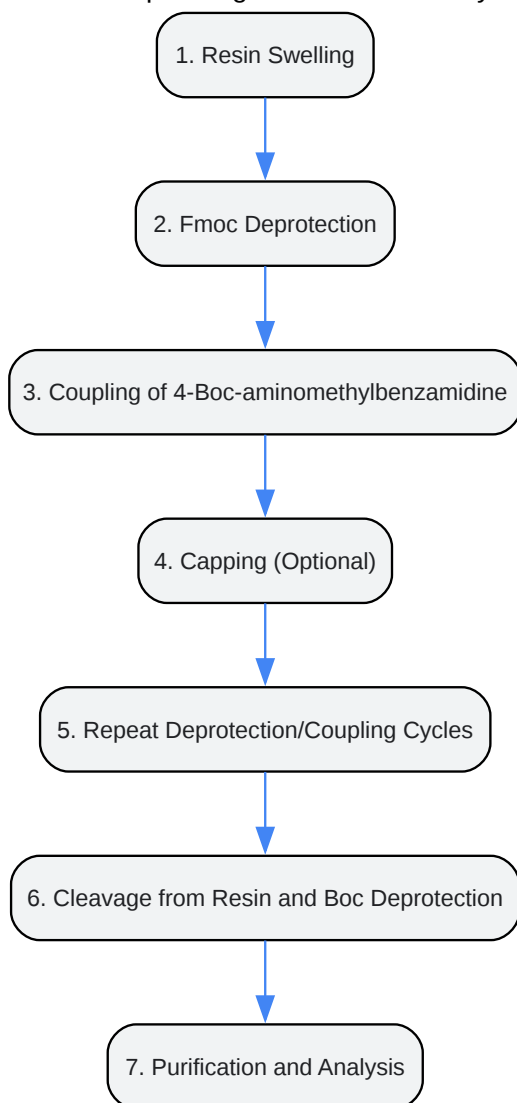 1. Resin Swelling
2. Fmoc Deprotection
3. Coupling of 4-Boc-aminomethylbenzamidine
4. Capping (Optional)
5. Repeat Deprotection/Coupling Cycles
6. Cleavage from Resin and Boc Deprotection
7. Purification and Analysis